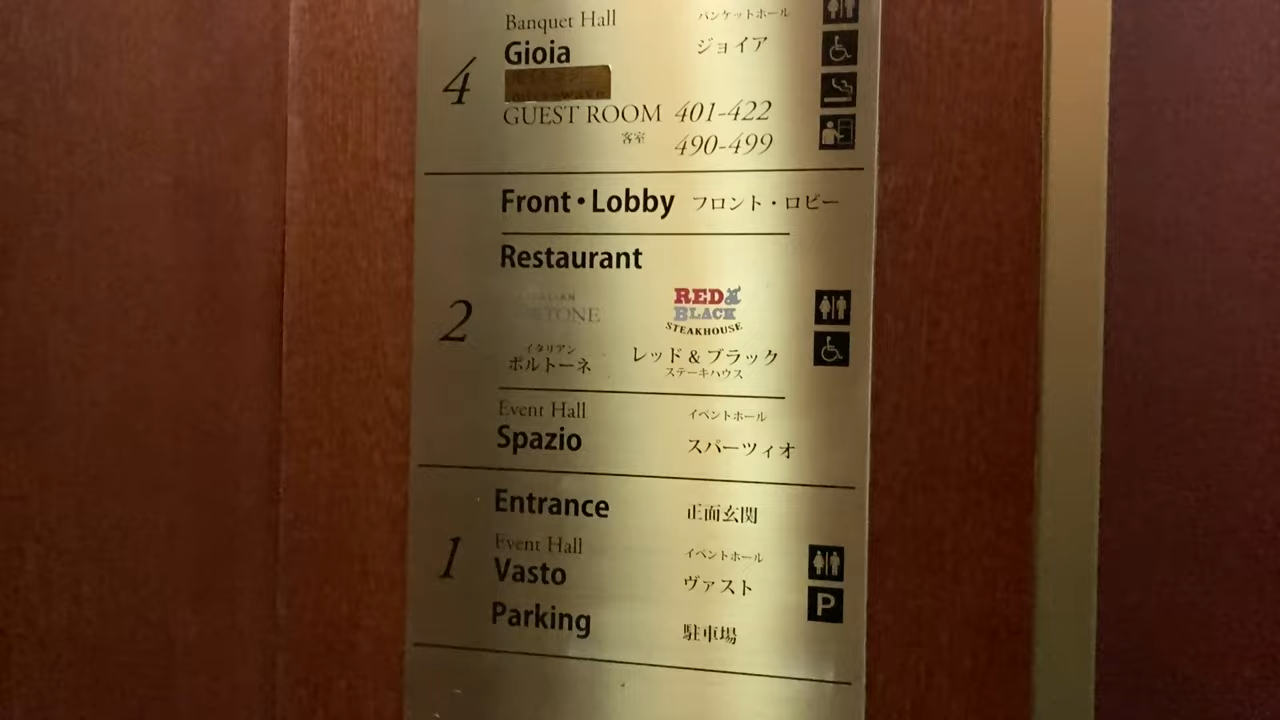 Banquet Hall バンケットホール
4 Gioia ジョイア
GUEST ROOM 401-422
客室 490-499
Front・Lobby フロント・ロビー
Restaurant
2
RED & BLACK STEAKHOUSE
イタリアン
ポルトーネ レッド & ブラック
ステーキハウス
Event Hall イベントホール
Spazio スパーツィオ
Entrance 正面玄関
1 Event Hall イベントホール
Vasto ヴァスト
P
Parking 駐車場